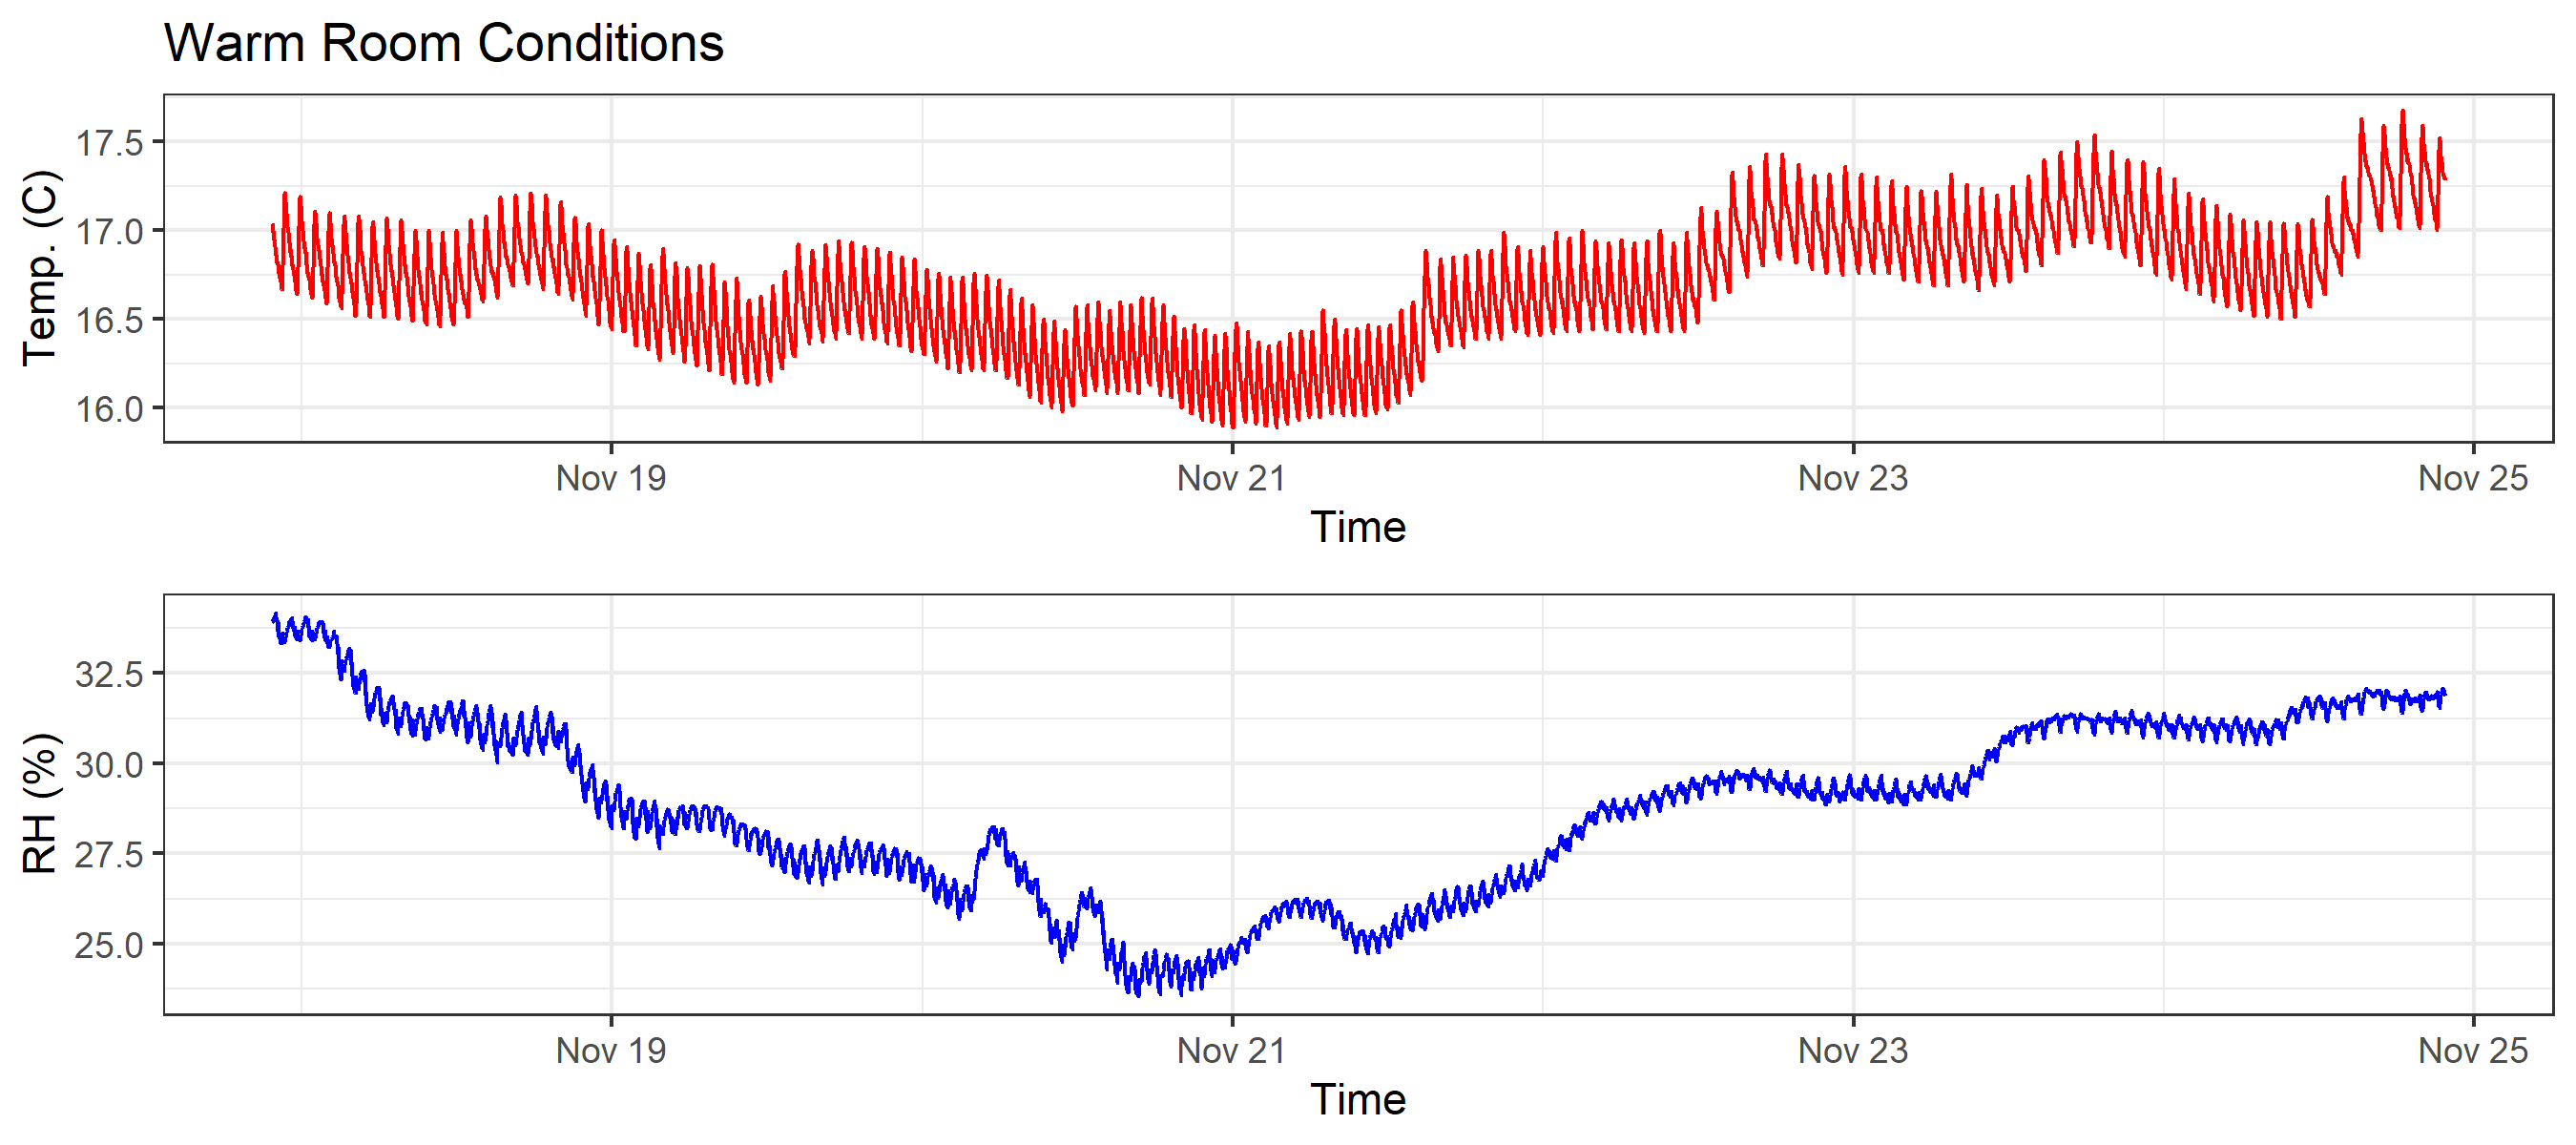 Warm Room Conditions
Temp. (C)
17.5
17.0
16.5
16.0
Nov 19 Nov 21 Nov 23 Nov 25
Time
RH (%)
32.5
30.0
27.5
25.0
Nov 19 Nov 21 Nov 23 Nov 25
Time